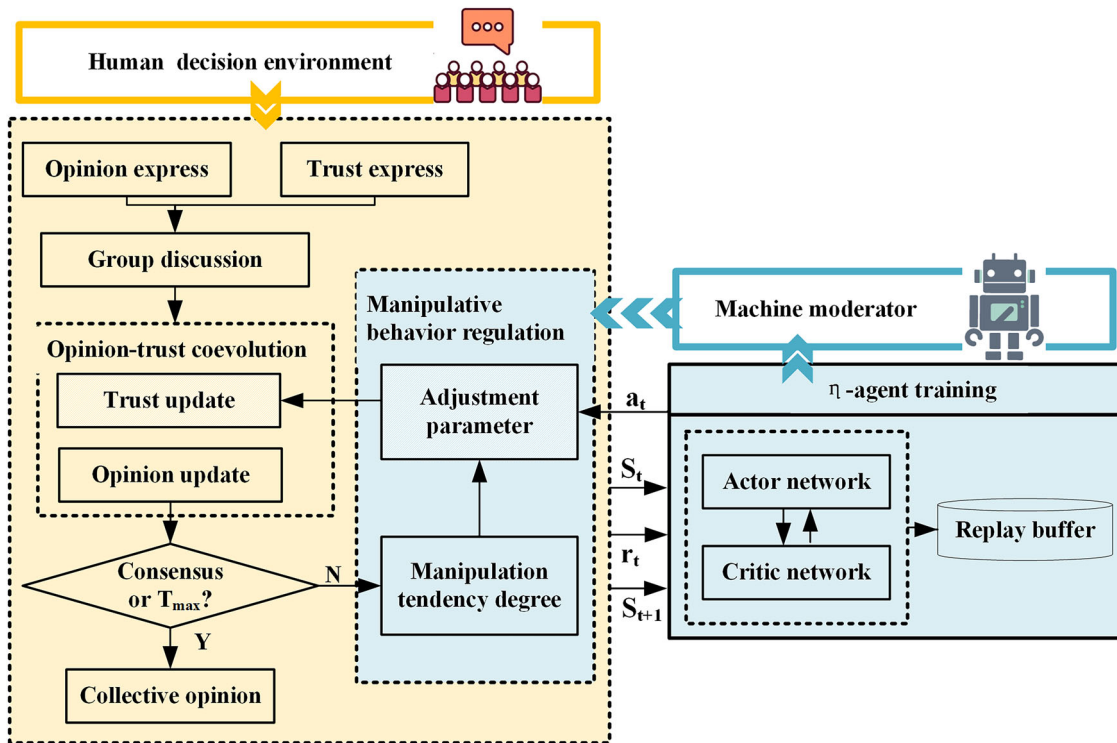 Human decision environment
Opinion express
Trust express
Group discussion
Opinion-trust coevolution
Trust update
Opinion update
Consensus
or Tmax?
N
Y
Collective opinion
Manipulative
behavior regulation
Adjustment
parameter
Manipulation
tendency degree
Machine moderator
η-agent training
at
St
rt
St+1
Actor network
Critic network
Replay buffer